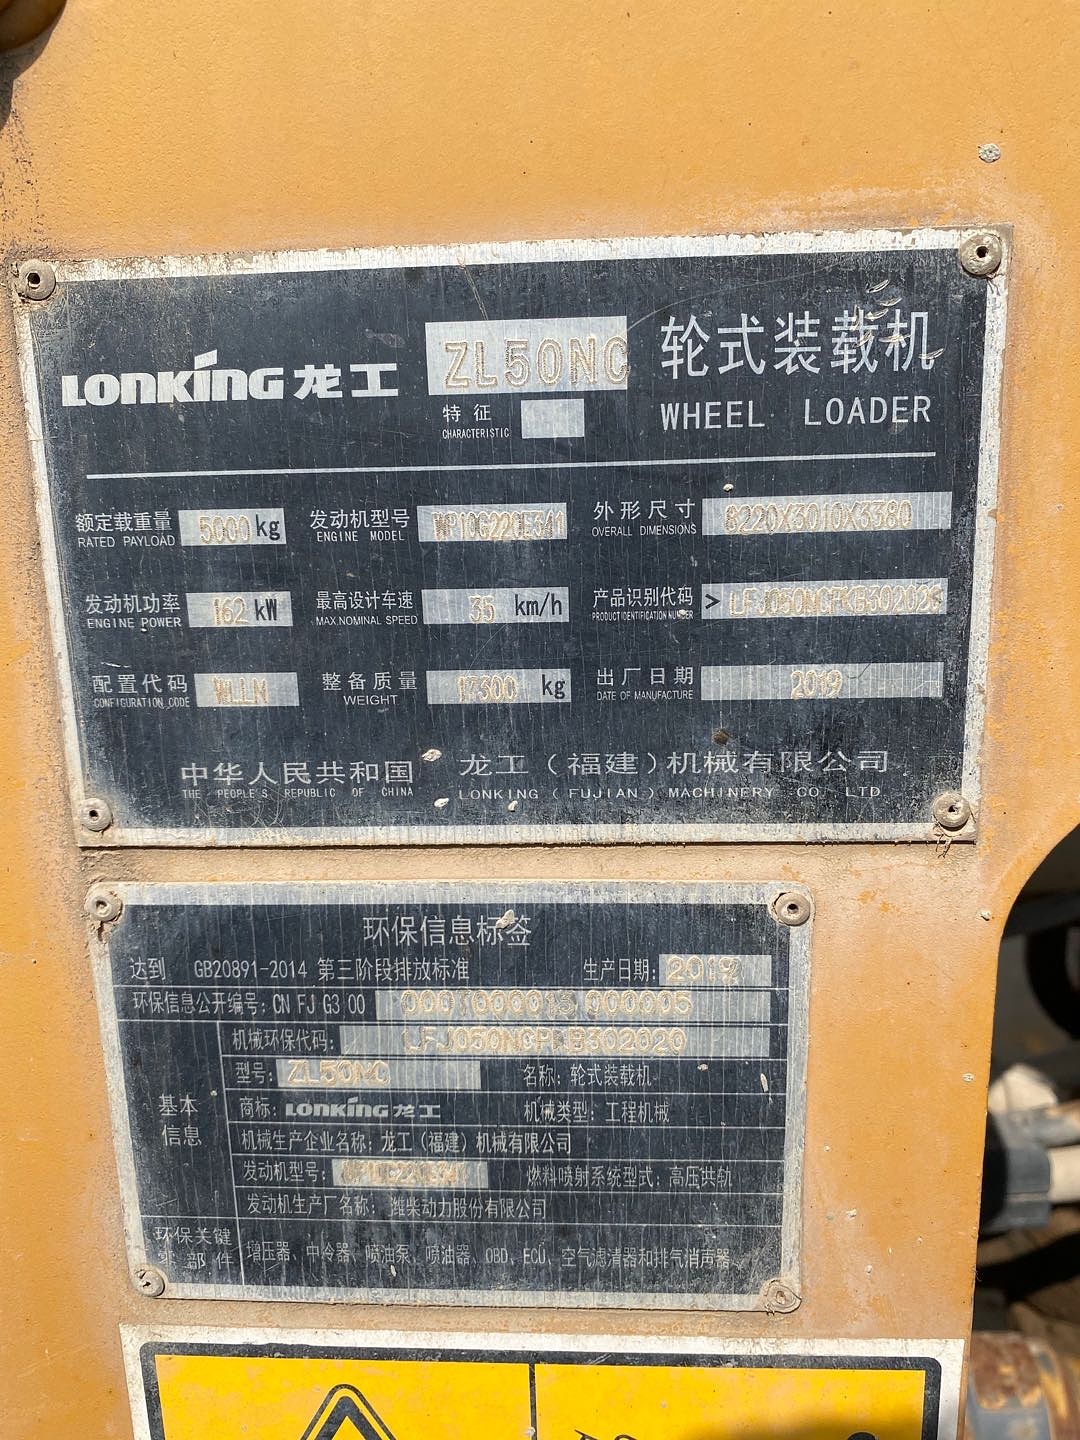 LONKING 龙工 ZL50NC 轮式装载机
特征
CHARACTERISTIC
WHEEL LOADER
额定载重量 5000kg 发动机型号 WP10G220E341 外形尺寸 8220X3010X3380
RATED PAYLOAD ENGINE MODEL OVERALL DIMENSIONS
发动机功率 162 kW 最高设计车速 35 km/h 产品识别代码 > LFJ050NCPKB302020
ENGINE POWER MAX.NOMINAL SPEED PRODUCT IDENTIFICATION NUMBER
配置代码 WLLN 整备质量 17300 kg 出厂日期 2019
CONFIGURATION CODE WEIGHT DATE OF MANUFACTURE
中华人民共和国 龙工（福建）机械有限公司
THE PEOPLE'S REPUBLIC OF CHINA LONKING (FUJIAN) MACHINERY CO. LTD
环保信息标签
达到 GB20891-2014 第三阶段排放标准 生产日期: 2019
环保信息公开编号: CN FJ G3 00
机械环保代码: LFJ050NCPKB302020
型号: ZL50NC 名称: 轮式装载机
基本信息
商标: LONKING 龙工 机械类型: 工程机械
机械生产企业名称: 龙工（福建）机械有限公司
发动机型号: WP10G220E341 燃料喷射系统型式: 高压共轨
发动机生产厂名称: 潍柴动力股份有限公司
环保关键零部件
增压器、中冷器、喷油泵、喷油器、OBD、ECU、空气滤清器和排气消声器